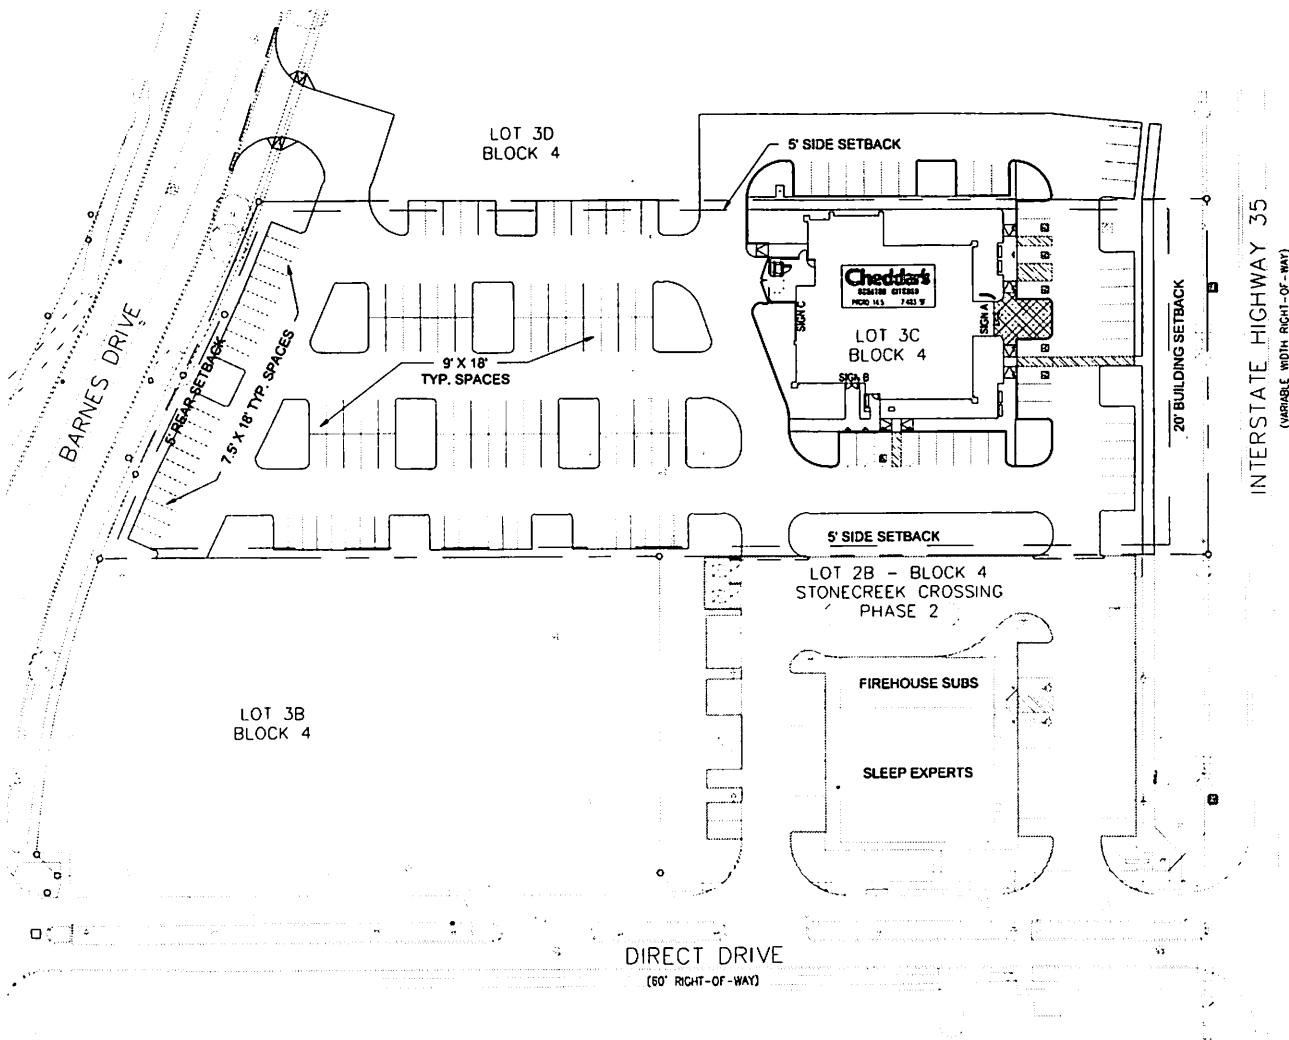 LOT 3D
BLOCK 4
5' SIDE SETBACK
INTERSTATE HIGHWAY 35
(VARIABLE WIDTH RIGHT-OF-WAY)
20' BUILDING SETBACK
Cheddar's
SCRATCH KITCHEN
SIGN C
SIGN A
LOT 3C
BLOCK 4
SIGN B
BARNES DRIVE
5' REAR SETBACK
7.5' X 18' TYP. SPACES
9' X 18'
TYP. SPACES
5' SIDE SETBACK
LOT 2B - BLOCK 4
STONECREEK CROSSING
PHASE 2
FIREHOUSE SUBS
SLEEP EXPERTS
LOT 3B
BLOCK 4
DIRECT DRIVE
(60' RIGHT-OF-WAY)